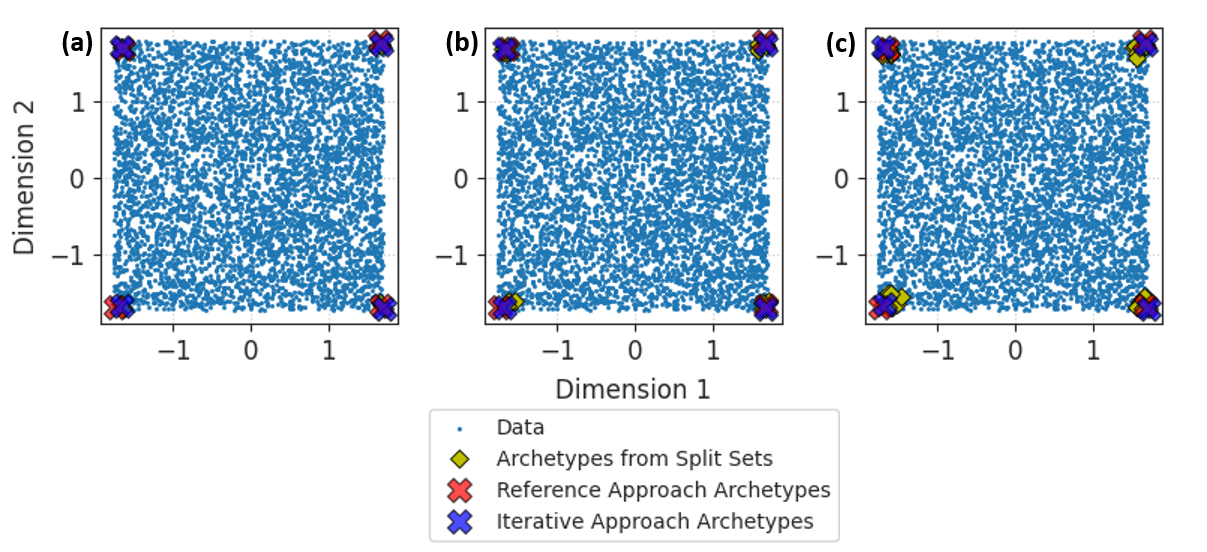 (a)
(b)
(c)
Dimension 2
1
0
−1
1
0
−1
1
0
−1
−1 0 1
−1 0 1
−1 0 1
Dimension 1
Data
Archetypes from Split Sets
Reference Approach Archetypes
Iterative Approach Archetypes